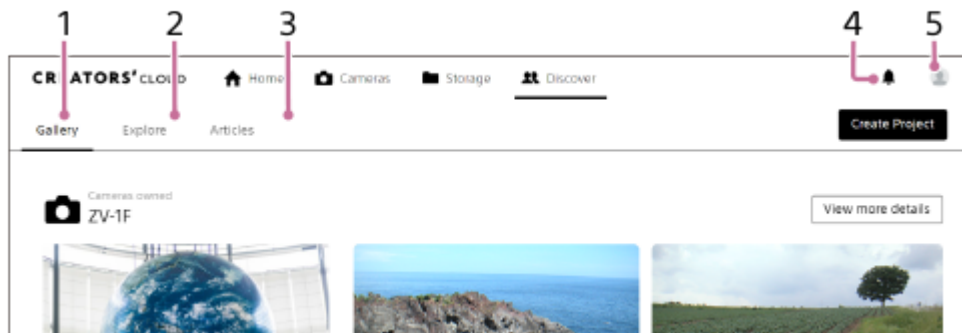 1 2 3 4 5
CREATORS' CLOUD Home Cameras Storage Discover
Gallery Explore Articles Create Project
Cameras owned
ZV-1F View more details